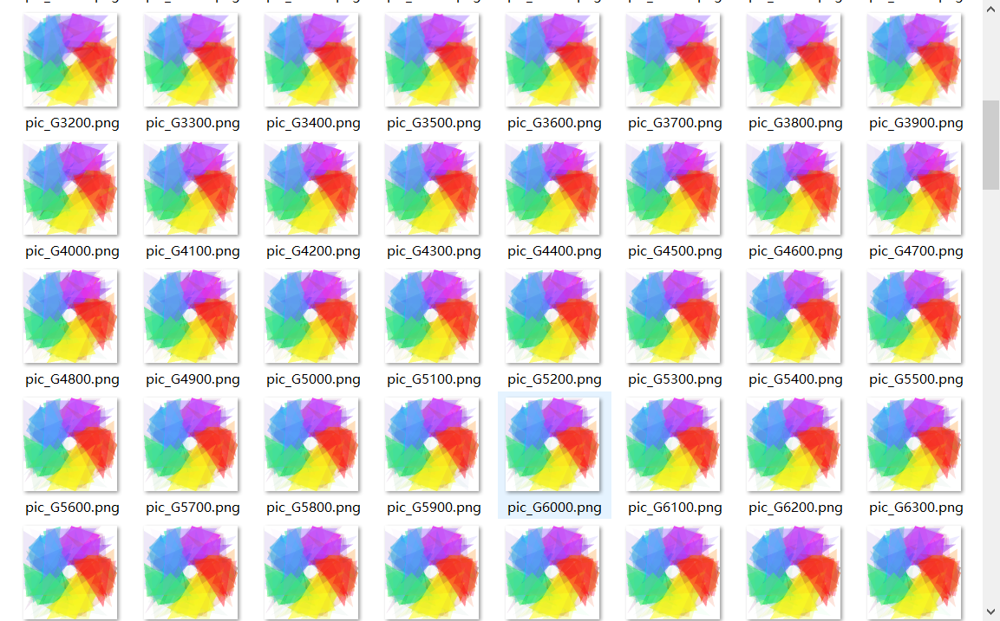 pic_G3200.png pic_G3300.png pic_G3400.png pic_G3500.png pic_G3600.png pic_G3700.png pic_G3800.png pic_G3900.png
pic_G4000.png pic_G4100.png pic_G4200.png pic_G4300.png pic_G4400.png pic_G4500.png pic_G4600.png pic_G4700.png
pic_G4800.png pic_G4900.png pic_G5000.png pic_G5100.png pic_G5200.png pic_G5300.png pic_G5400.png pic_G5500.png
pic_G5600.png pic_G5700.png pic_G5800.png pic_G5900.png pic_G6000.png pic_G6100.png pic_G6200.png pic_G6300.png